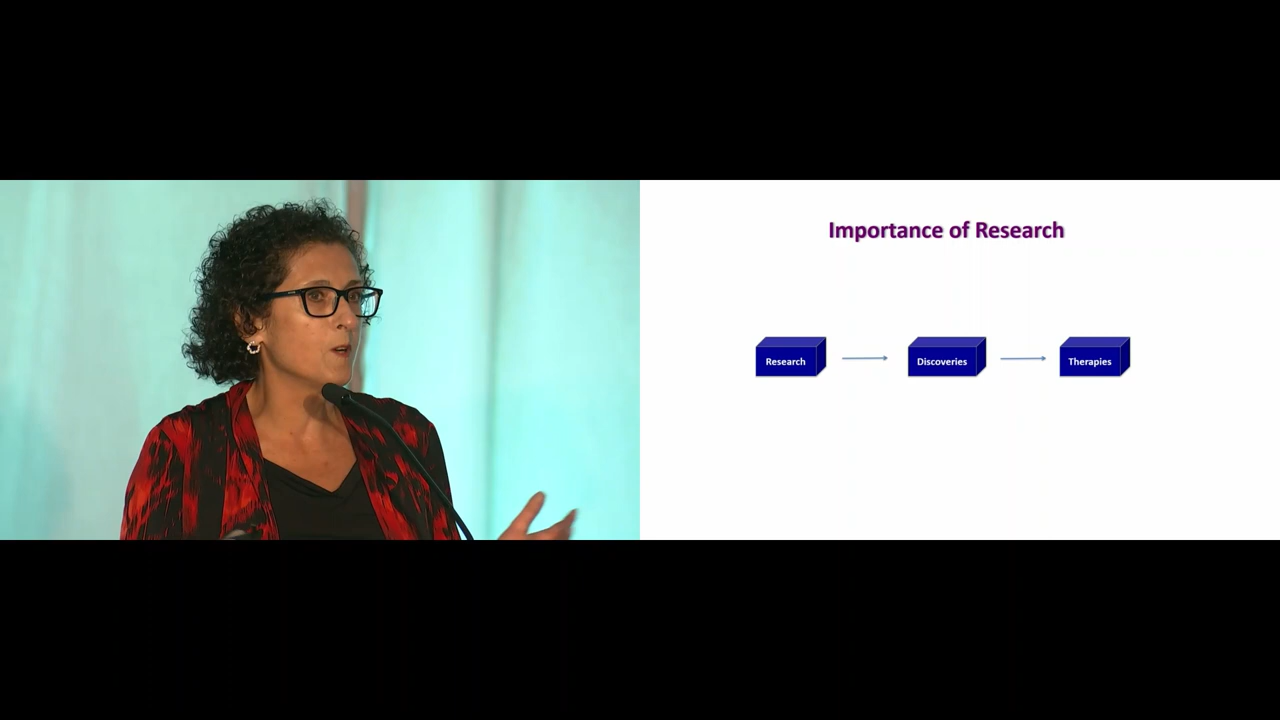 Importance of Research
Research
Discoveries
Therapies